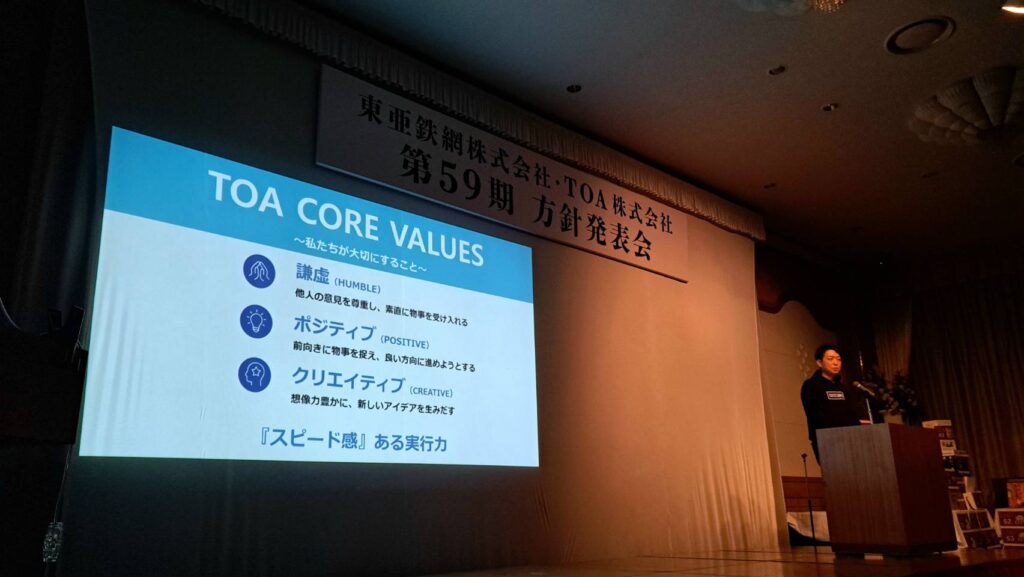 東亜鉄網株式会社・TOA株式会社
第59期 方針発表会
TOA CORE VALUES
～私たちが大切にすること～
謙虚（HUMBLE）
他人の意見を尊重し、素直に物事を受け入れる
ポジティブ（POSITIVE）
前向きに物事を捉え、良い方向に進めようとする
クリエイティブ（CREATIVE）
想像力豊かに、新しいアイデアを生みだす
『スピード感』ある実行力